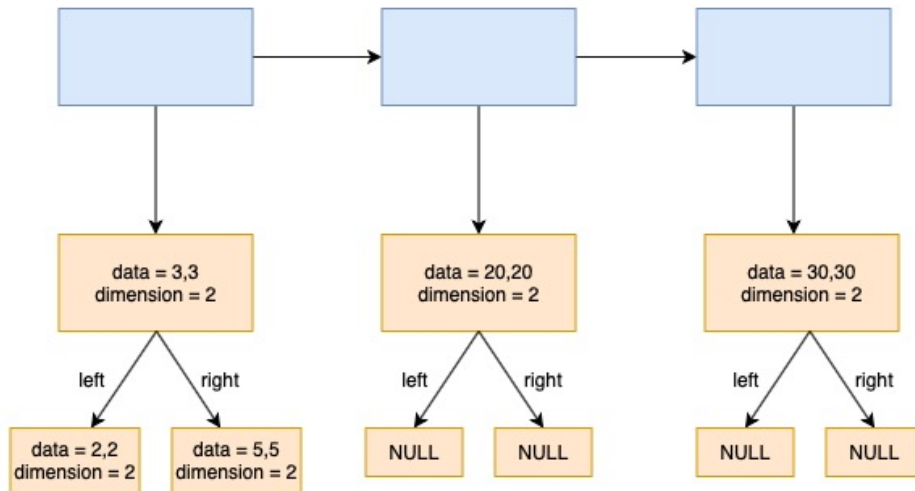 data = 3,3
dimension = 2
data = 20,20
dimension = 2
data = 30,30
dimension = 2
left
right
left
right
left
right
data = 2,2
dimension = 2
data = 5,5
dimension = 2
NULL
NULL
NULL
NULL